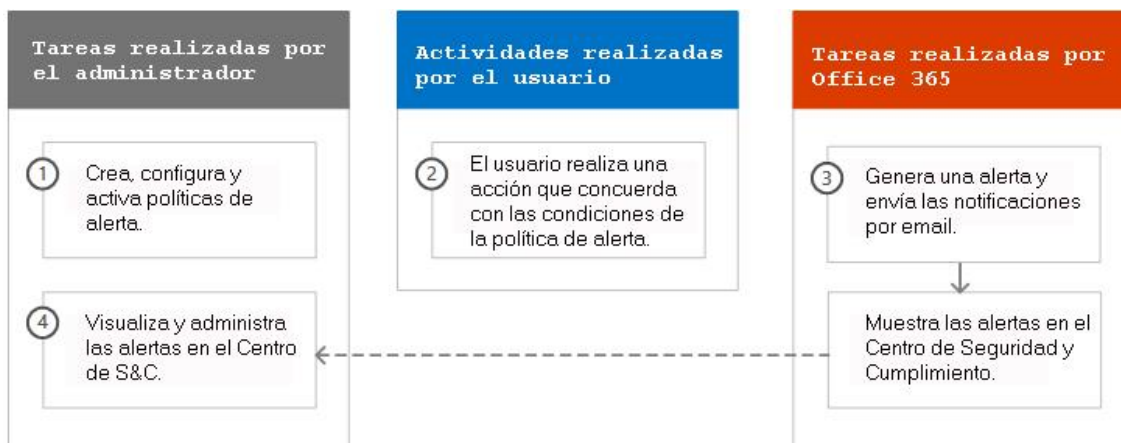 Tareas realizadas por
el administrador
1
Crea, configura y
activa políticas de
alerta.
4
Visualiza y administra
las alertas en el Centro
de S&C.
Actividades realizadas
por el usuario
2
El usuario realiza una
acción que concuerda
con las condiciones de
la política de alerta.
Tareas realizadas por
Office 365
3
Genera una alerta y
envía las notificaciones
por email.
Muestra las alertas en el
Centro de Seguridad y
Cumplimiento.